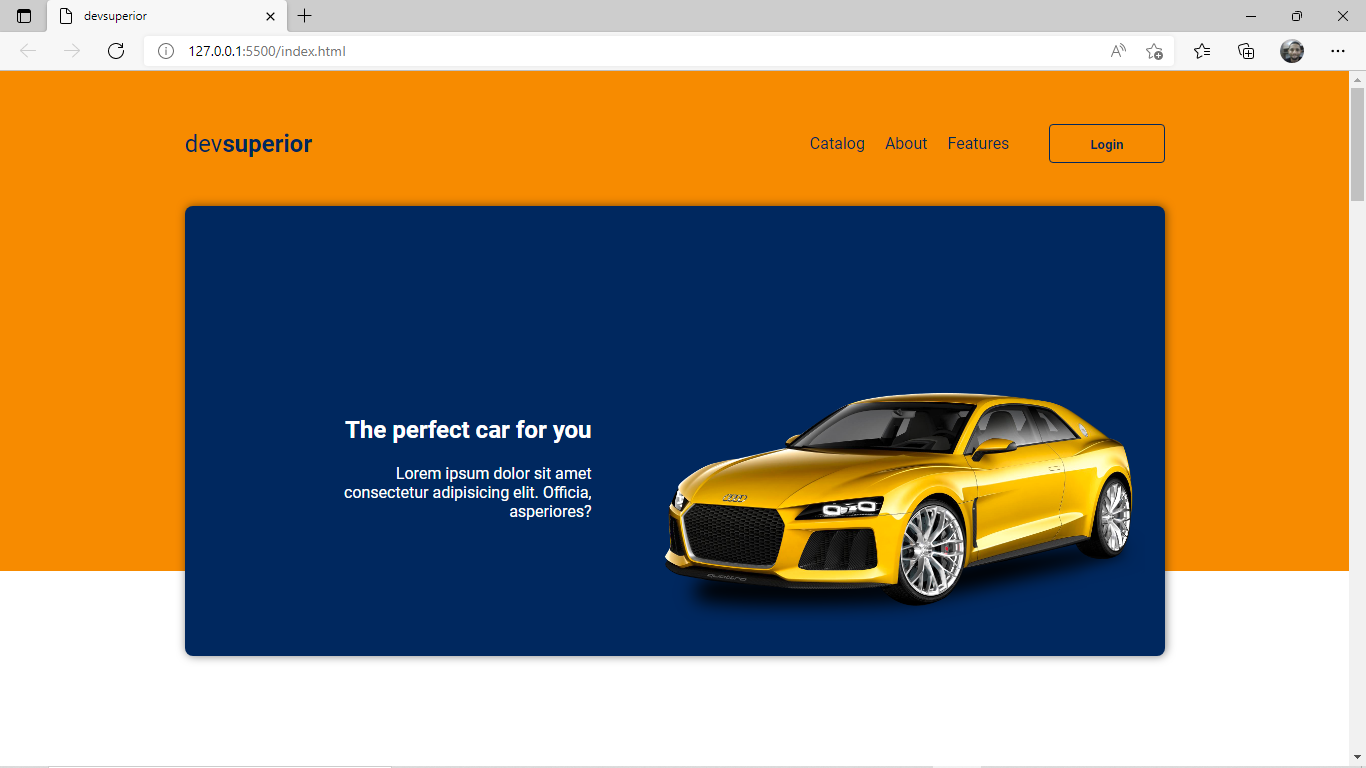 devsuperior
127.0.0.1:5500/index.html
devsuperior
Catalog About Features Login
The perfect car for you
Lorem ipsum dolor sit amet
consectetur adipisicing elit. Officia,
asperiores?
quattro